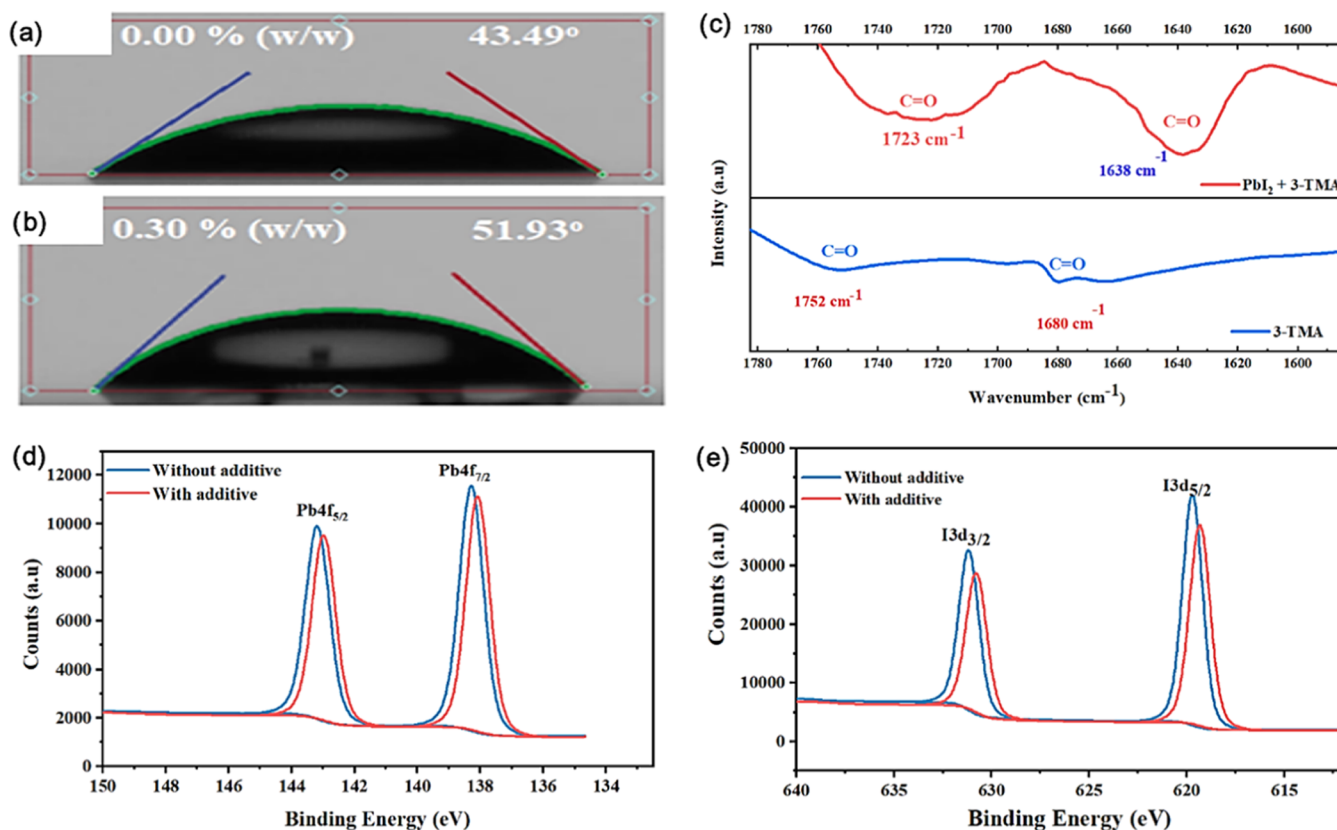 (a)
0.00 % (w/w) 43.49°
(b)
0.30 % (w/w) 51.93°
(c)
1780 1760 1740 1720 1700 1680 1660 1640 1620 1600
C=O
1723 cm⁻¹
C=O
1638 cm⁻¹
PbI₂ + 3-TMA
C=O
1752 cm⁻¹
C=O
1680 cm⁻¹
3-TMA
Intensity (a.u)
1780 1760 1740 1720 1700 1680 1660 1640 1620 1600
Wavenumber (cm⁻¹)
(d)
Without additive
With additive
Pb4f₅/₂
Pb4f₇/₂
Counts (a.u)
12000
10000
8000
6000
4000
2000
0
150 148 146 144 142 140 138 136 134
Binding Energy (eV)
(e)
Without additive
With additive
I3d₃/₂
I3d₅/₂
Counts (a.u)
50000
40000
30000
20000
10000
0
640 635 630 625 620 615
Binding Energy (eV)